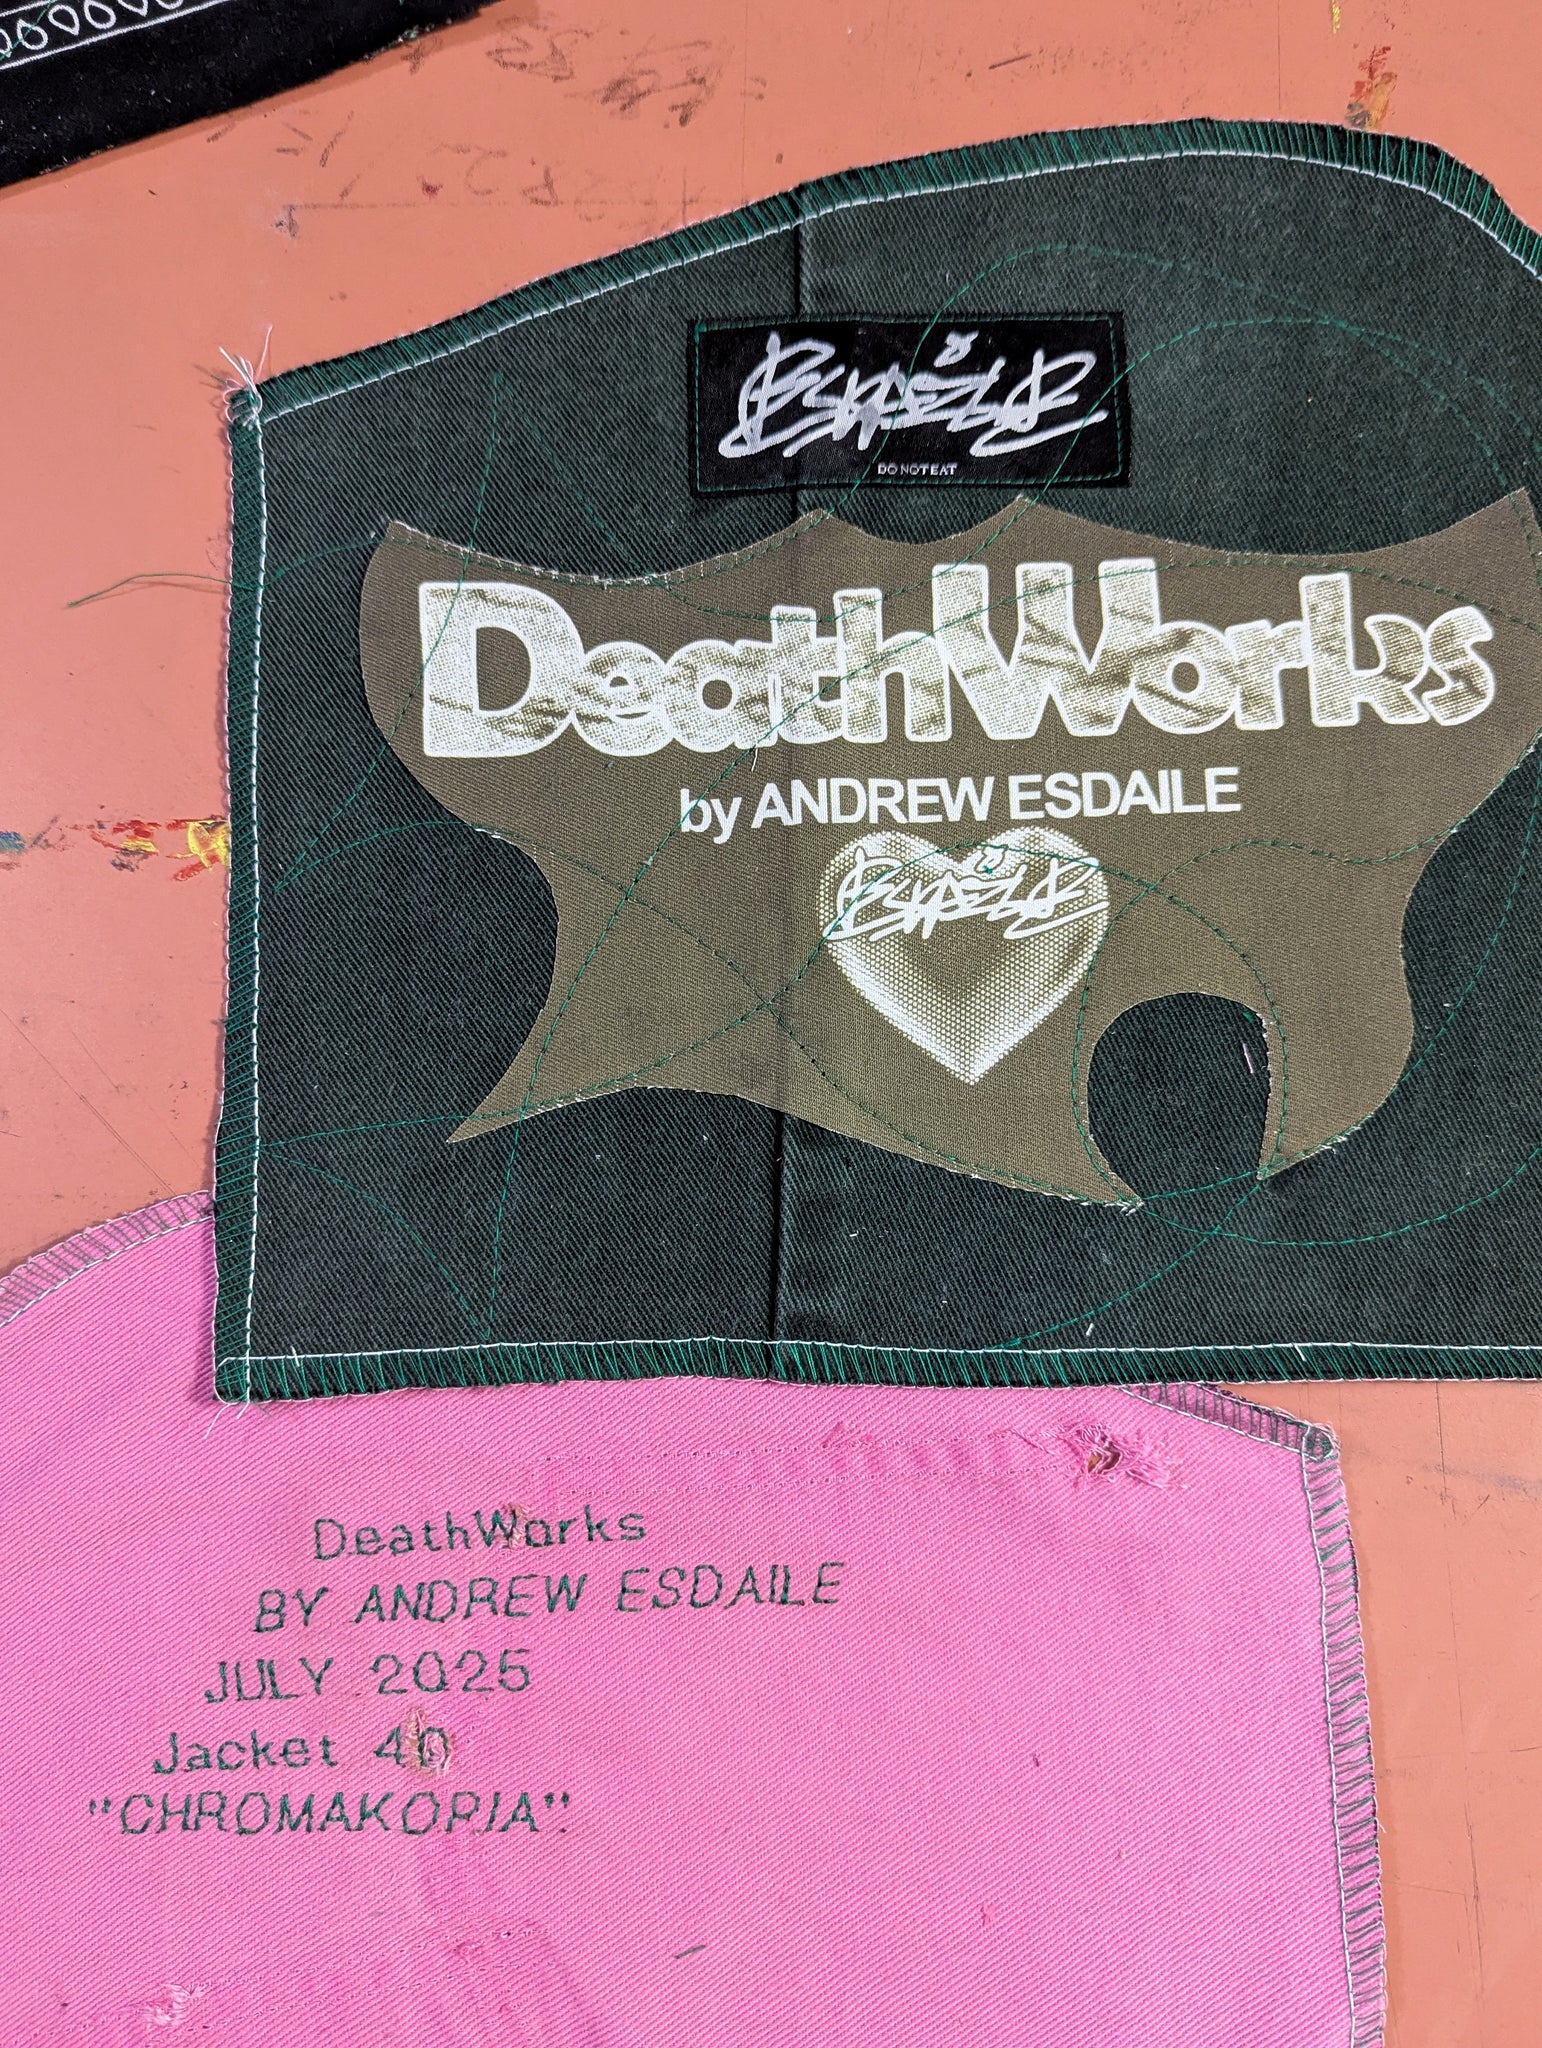 DO NOT EAT
DeathWorks
by ANDREW ESDAILE
DeathWorks
BY ANDREW ESDAILE
JULY 2025
Jacket 40
"CHROMAKOPIA"